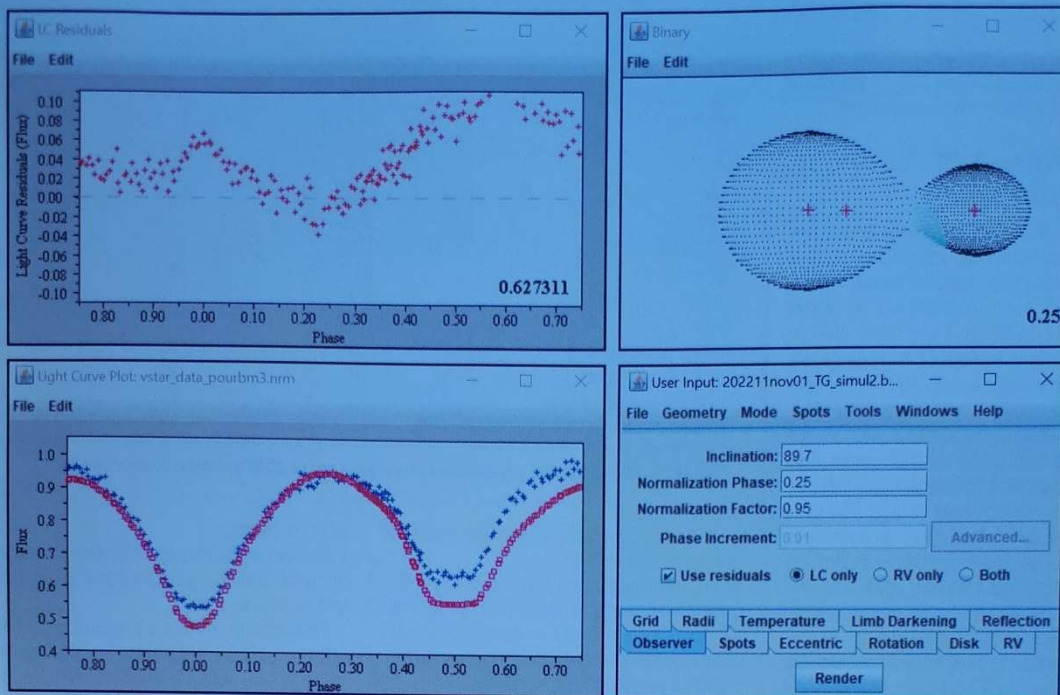 LC Residuals
File Edit
Light Curve Residuals (Flux)
0.10
0.08
0.06
0.04
0.02
0.00
-0.02
-0.04
-0.06
-0.08
-0.10
0.627311
0.80 0.90 0.00 0.10 0.20 0.30 0.40 0.50 0.60 0.70
Phase
Binary
File Edit
0.25
Light Curve Plot: vstar_data_pourbm3.nrm
File Edit
Flux
1.0
0.9
0.8
0.7
0.6
0.5
0.4
0.80 0.90 0.00 0.10 0.20 0.30 0.40 0.50 0.60 0.70
Phase
User Input: 202211nov01_TG_simul2.b...
File Geometry Mode Spots Tools Windows Help
Inclination: 89.7
Normalization Phase: 0.25
Normalization Factor: 0.95
Phase Increment: 0.01 Advanced...
Use residuals LC only RV only Both
Grid Radii Temperature Limb Darkening Reflection
Observer Spots Eccentric Rotation Disk RV
Render